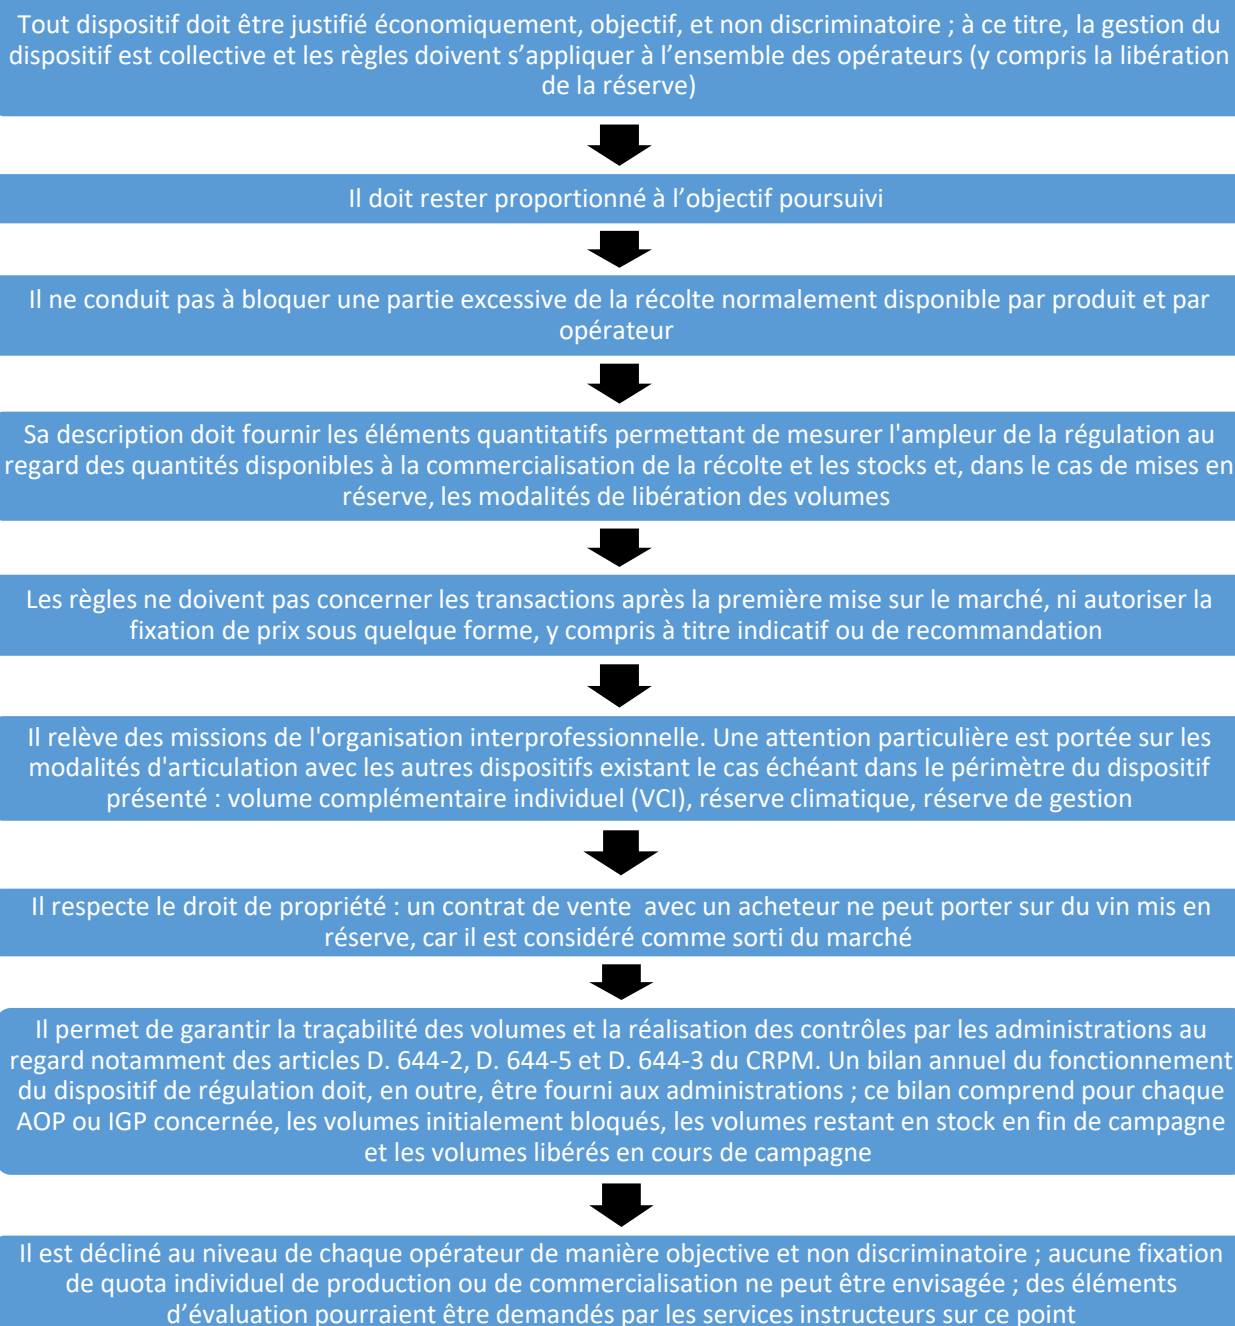 Tout dispositif doit être justifié économiquement, objectif, et non discriminatoire ; à ce titre, la gestion du
dispositif est collective et les règles doivent s’appliquer à l’ensemble des opérateurs (y compris la libération
de la réserve)
Il doit rester proportionné à l’objectif poursuivi
Il ne conduit pas à bloquer une partie excessive de la récolte normalement disponible par produit et par
opérateur
Sa description doit fournir les éléments quantitatifs permettant de mesurer l'ampleur de la régulation au
regard des quantités disponibles à la commercialisation de la récolte et les stocks et, dans le cas de mises en
réserve, les modalités de libération des volumes
Les règles ne doivent pas concerner les transactions après la première mise sur le marché, ni autoriser la
fixation de prix sous quelque forme, y compris à titre indicatif ou de recommandation
Il relève des missions de l'organisation interprofessionnelle. Une attention particulière est portée sur les
modalités d'articulation avec les autres dispositifs existant le cas échéant dans le périmètre du dispositif
présenté : volume complémentaire individuel (VCI), réserve climatique, réserve de gestion
Il respecte le droit de propriété : un contrat de vente avec un acheteur ne peut porter sur du vin mis en
réserve, car il est considéré comme sorti du marché
Il permet de garantir la traçabilité des volumes et la réalisation des contrôles par les administrations au
regard notamment des articles D. 644-2, D. 644-5 et D. 644-3 du CRPM. Un bilan annuel du fonctionnement
du dispositif de régulation doit, en outre, être fourni aux administrations ; ce bilan comprend pour chaque
AOP ou IGP concernée, les volumes initialement bloqués, les volumes restant en stock en fin de campagne
et les volumes libérés en cours de campagne
Il est décliné au niveau de chaque opérateur de manière objective et non discriminatoire ; aucune fixation
de quota individuel de production ou de commercialisation ne peut être envisagée ; des éléments
d’évaluation pourraient être demandés par les services instructeurs sur ce point